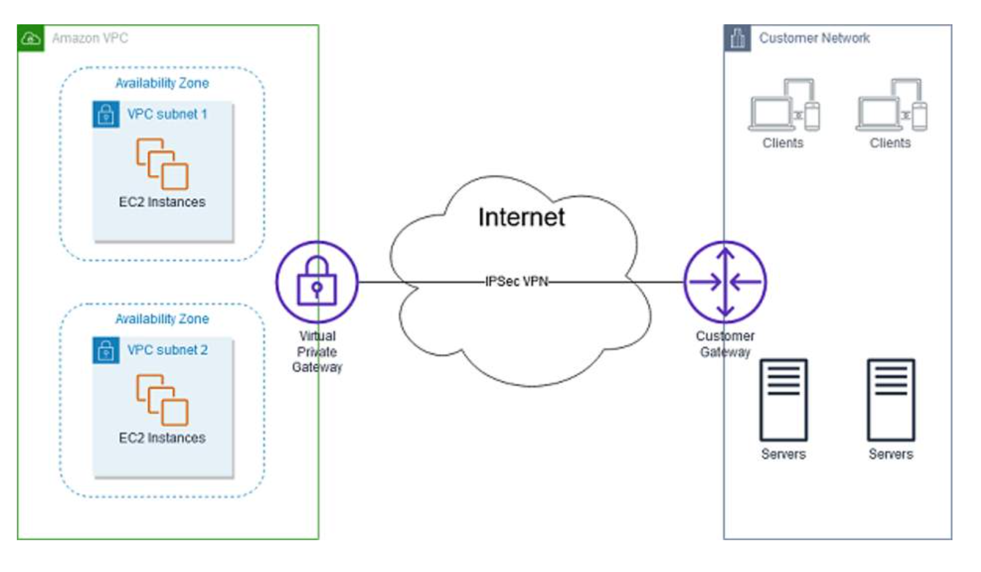 Amazon VPC
Availability Zone
VPC subnet 1
EC2 Instances
Availability Zone
VPC subnet 2
EC2 Instances
Virtual
Private
Gateway
Internet
IPSec VPN
Customer Network
Clients
Clients
Customer
Gateway
Servers
Servers